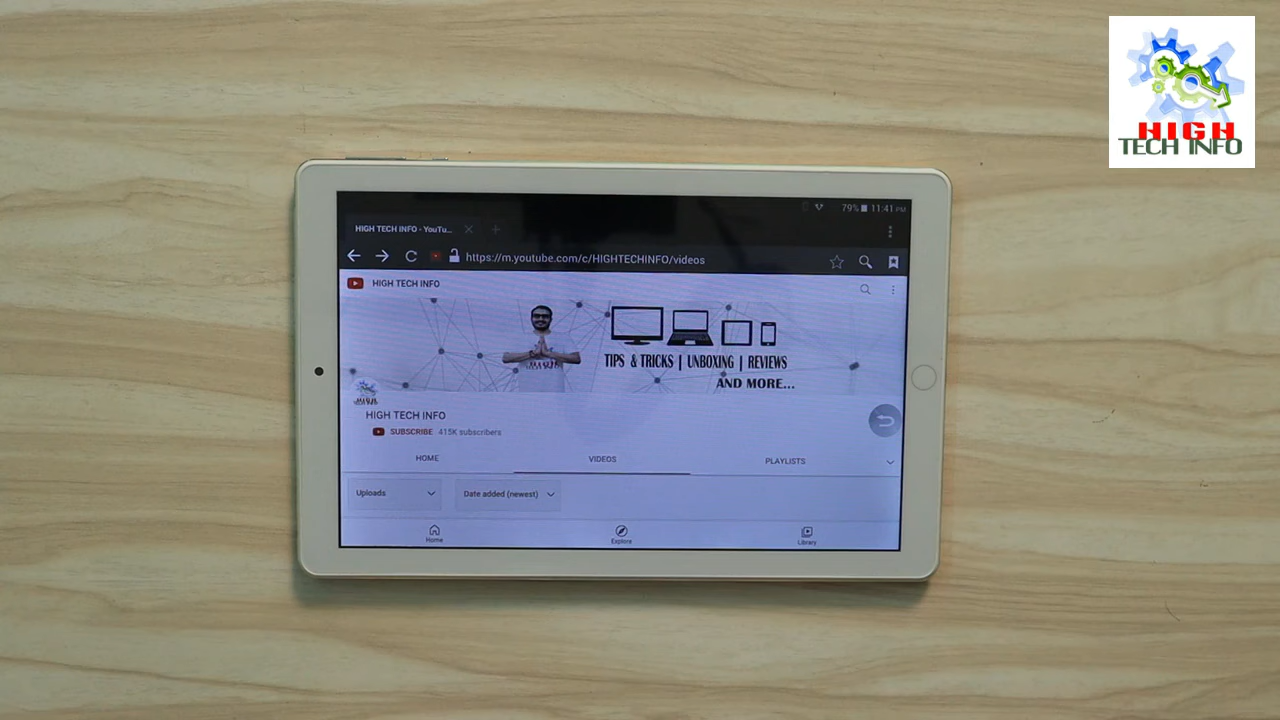 HIGH
TECH INFO
79% 11:41 PM
HIGH TECH INFO - YouTu...
https://m.youtube.com/c/HIGHTECHINFO/videos
HIGH TECH INFO
TIPS & TRICKS | UNBOXING | REVIEWS
AND MORE...
HIGH TECH INFO
SUBSCRIBE 415K subscribers
HOME VIDEOS PLAYLISTS
Uploads Date added (newest)
Home Explore Library